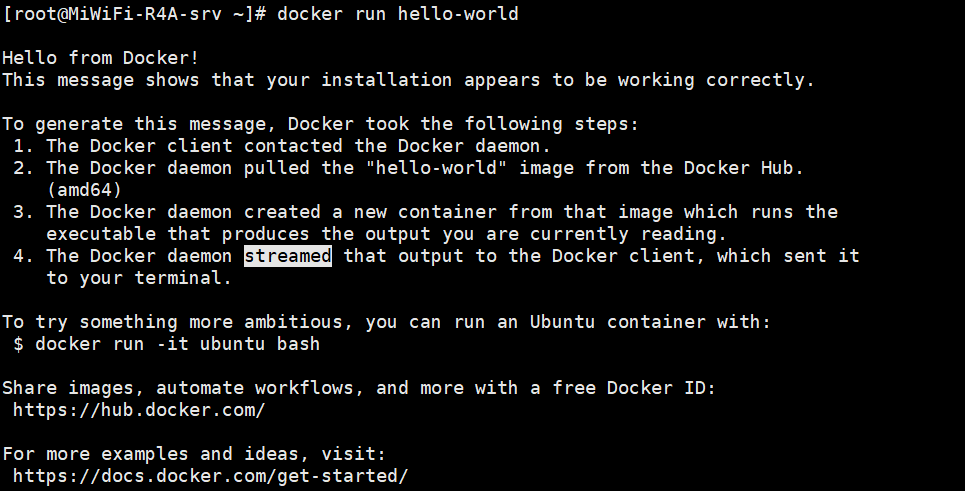 [root@MiWiFi-R4A-srv ~]# docker run hello-world
Hello from Docker!
This message shows that your installation appears to be working correctly.
To generate this message, Docker took the following steps:
1. The Docker client contacted the Docker daemon.
2. The Docker daemon pulled the "hello-world" image from the Docker Hub.
(amd64)
3. The Docker daemon created a new container from that image which runs the
executable that produces the output you are currently reading.
4. The Docker daemon streamed that output to the Docker client, which sent it
to your terminal.
To try something more ambitious, you can run an Ubuntu container with:
$ docker run -it ubuntu bash
Share images, automate workflows, and more with a free Docker ID:
https://hub.docker.com/
For more examples and ideas, visit:
https://docs.docker.com/get-started/